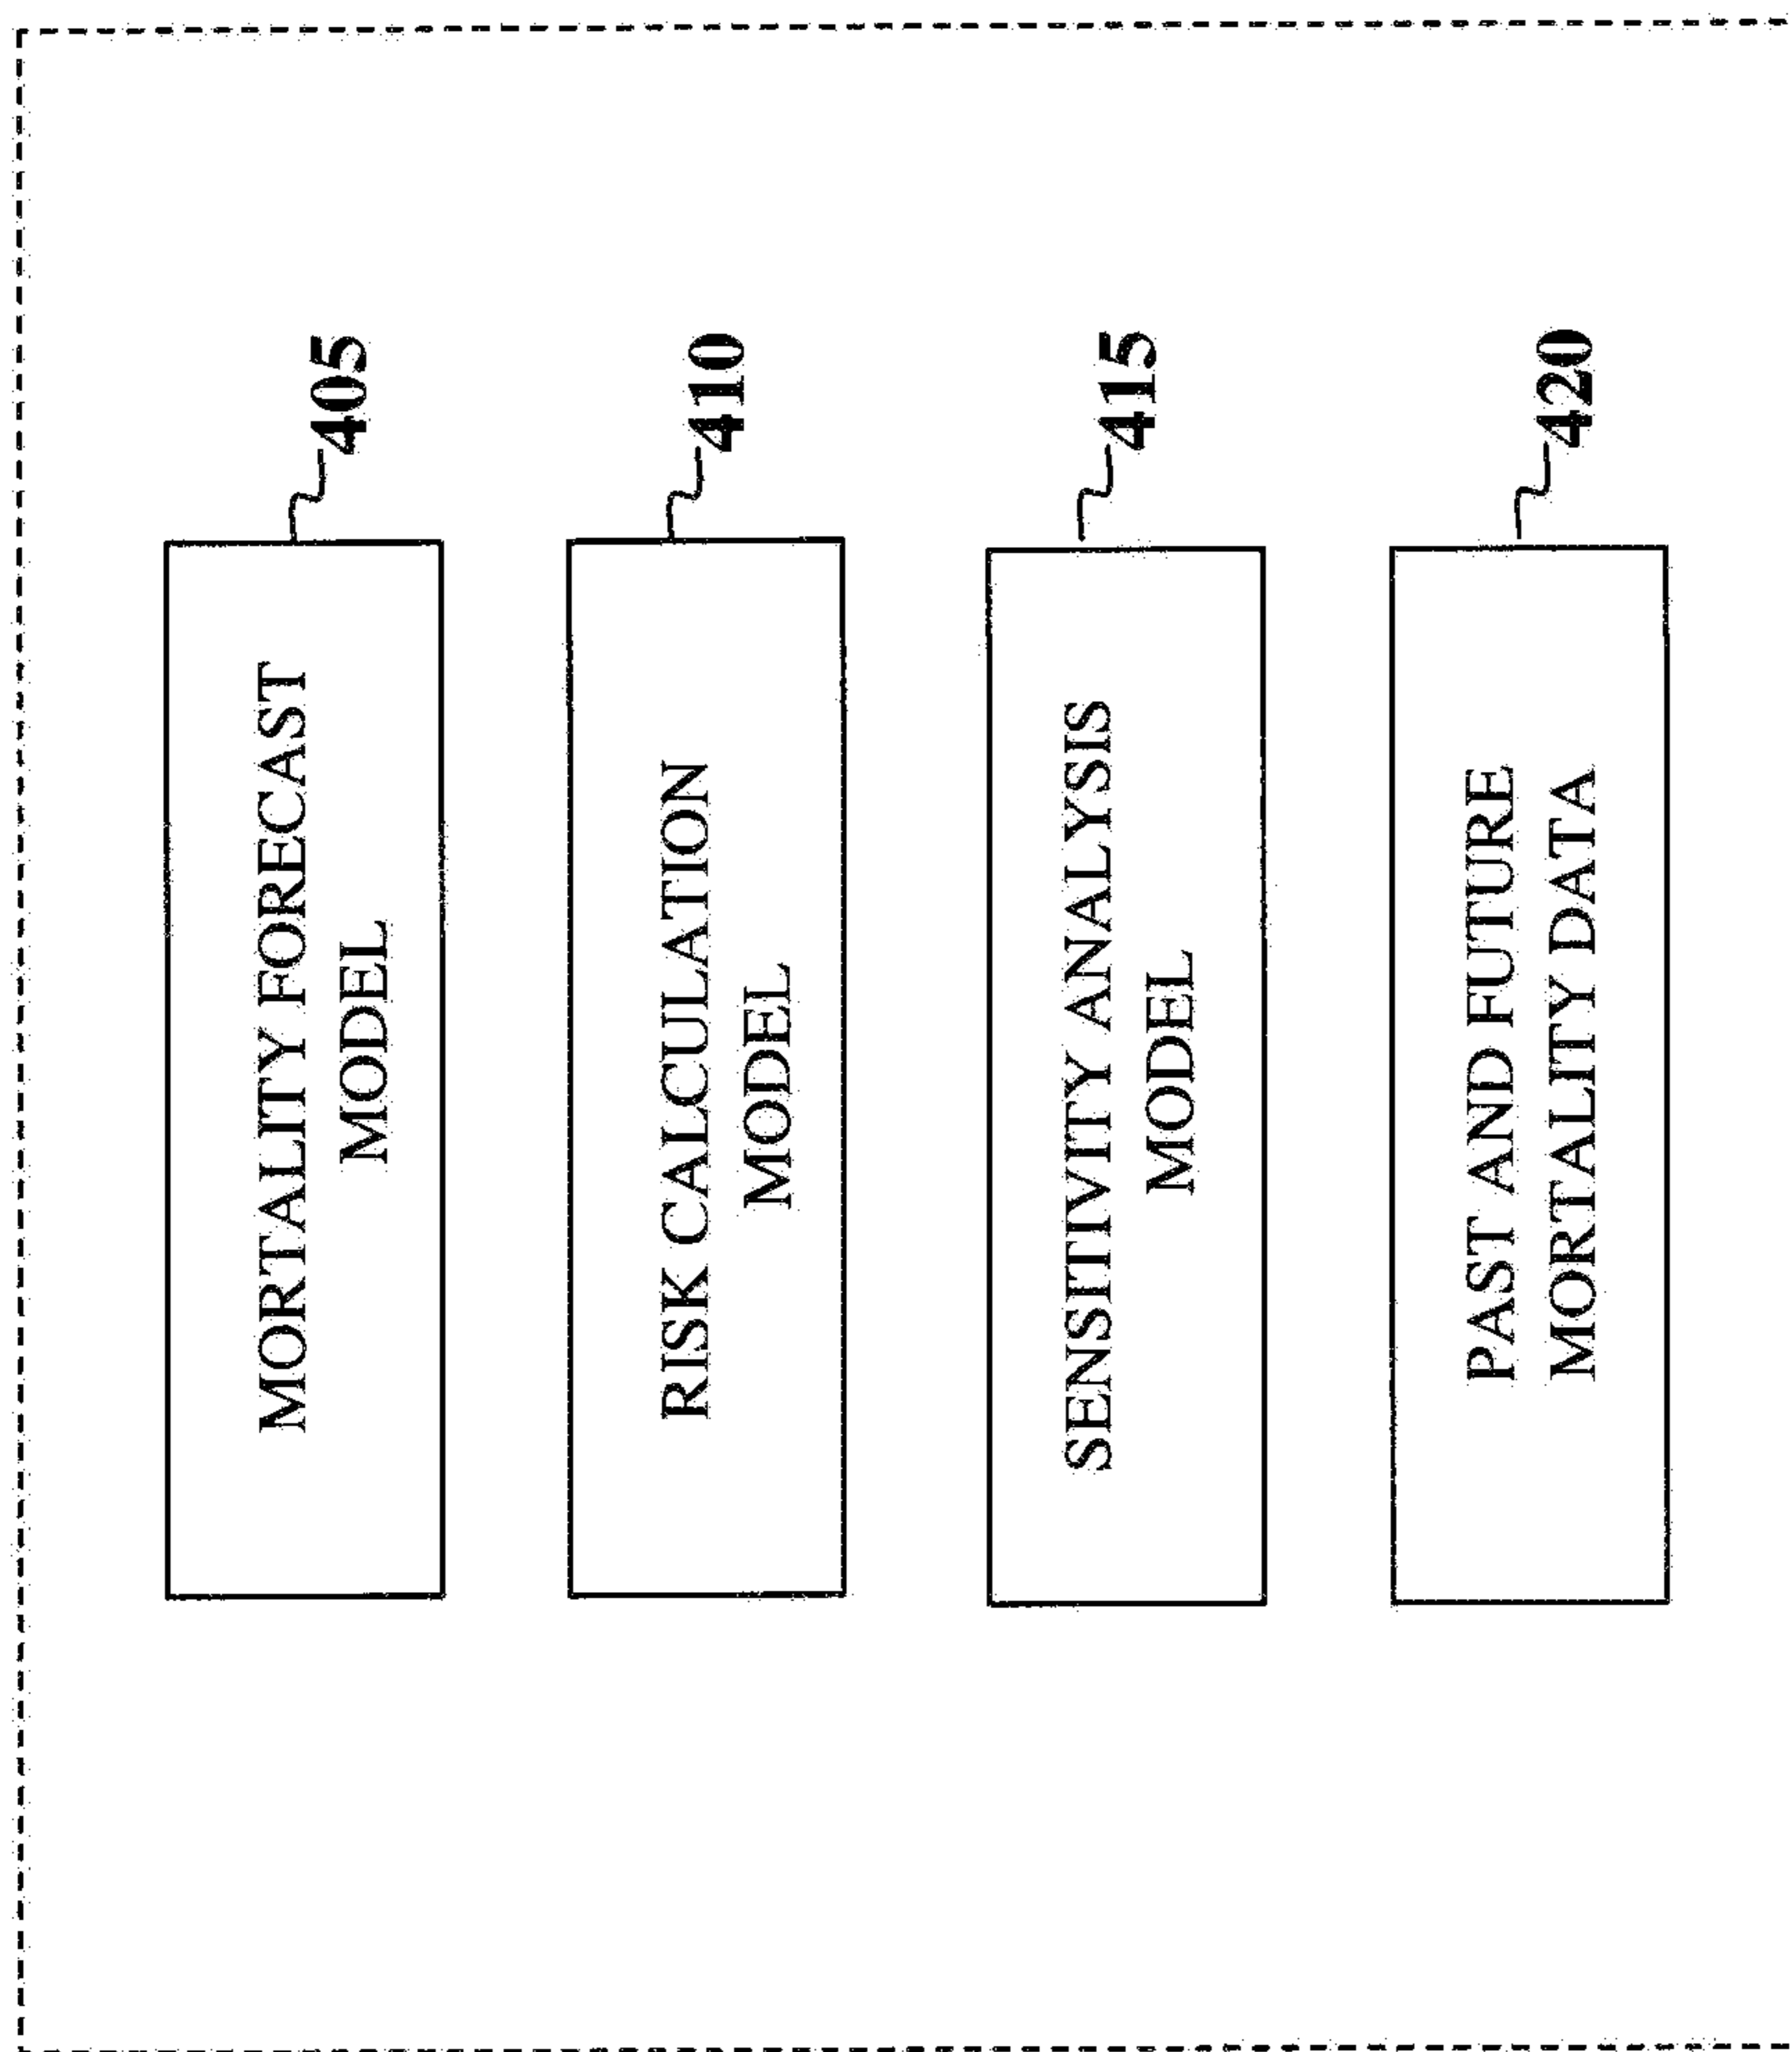 MORTALITY FORECAST
MODEL
405
RISK CALCULATION
MODEL
410
SENSITIVITY ANALYSIS
MODEL
415
PAST AND FUTURE
MORTALITY DATA
420